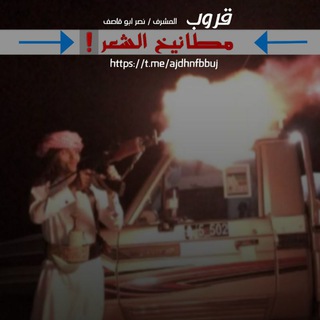 قروب
المشرف / نصر ابو قاصف
مطانيخ الشعر !
https://t.me/ajdhnfbbuj